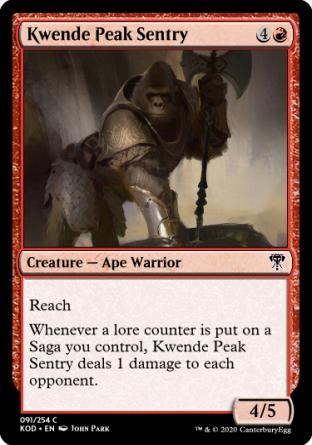 Kwende Peak Sentry 4
Creature — Ape Warrior
Reach
Whenever a lore counter is put on a
Saga you control, Kwende Peak
Sentry deals 1 damage to each
opponent.
4/5
091/254 C
KOD • EN John Park
™ & © 2020 CanterburyEgg